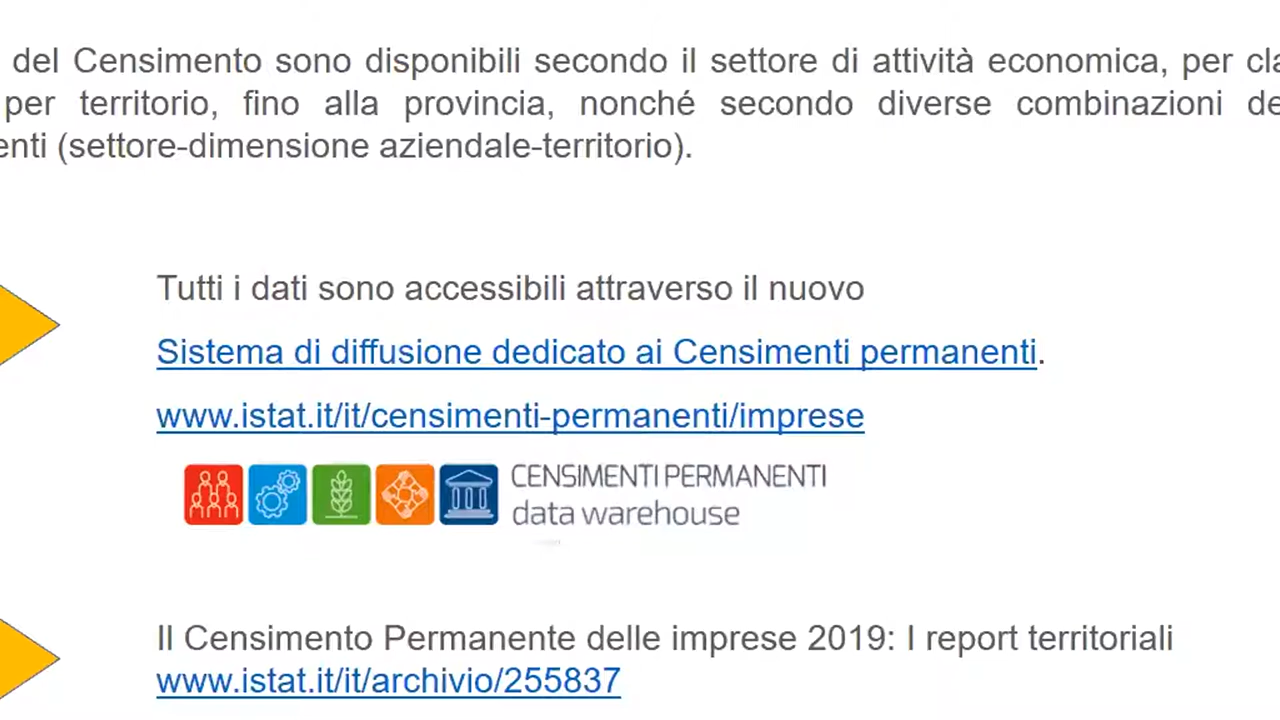 del Censimento sono disponibili secondo il settore di attività economica, per
per territorio, fino alla provincia, nonché secondo diverse combinazioni
(settore-dimensione aziendale-territorio).
Tutti i dati sono accessibili attraverso il nuovo
Sistema di diffusione dedicato ai Censimenti permanenti.
www.istat.it/it/censimenti-permanenti/imprese
CENSIMENTI PERMANENTI
data warehouse
Il Censimento Permanente delle imprese 2019: I report territoriali
www.istat.it/it/archivio/255837